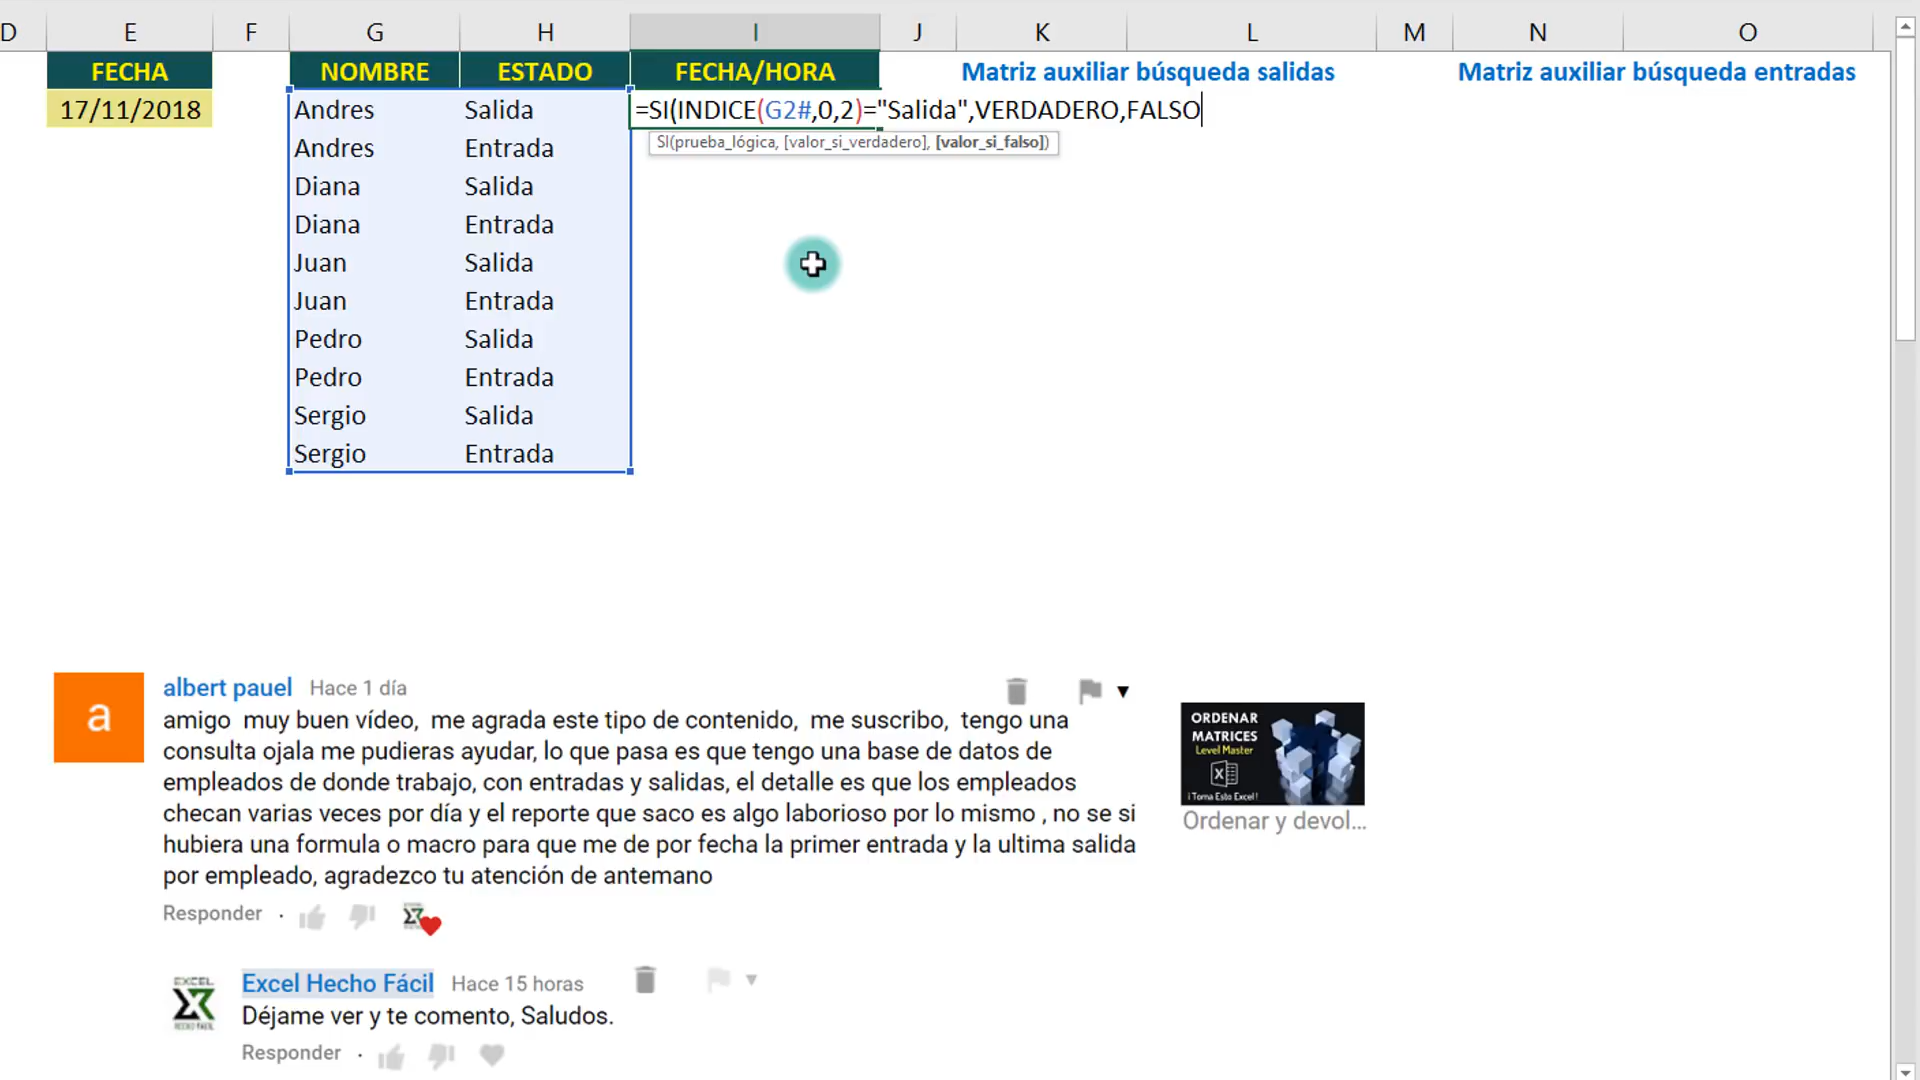 D E F G H I J K L M N O
FECHA NOMBRE ESTADO FECHA/HORA Matriz auxiliar búsqueda salidas Matriz auxiliar búsqueda entradas
17/11/2018 Andres Salida =SI(INDICE(G2#,0,2)="Salida",VERDADERO,FALSO
SI(prueba_lógica, [valor_si_verdadero], [valor_si_falso])
Andres Entrada
Diana Salida
Diana Entrada
Juan Salida
Juan Entrada
Pedro Salida
Pedro Entrada
Sergio Salida
Sergio Entrada
a
albert pauel Hace 1 día
amigo muy buen vídeo, me agrada este tipo de contenido, me suscribo, tengo una
consulta ojala me pudieras ayudar, lo que pasa es que tengo una base de datos de
empleados de donde trabajo, con entradas y salidas, el detalle es que los empleados
checan varias veces por día y el reporte que saco es algo laborioso por lo mismo , no se si
hubiera una formula o macro para que me de por fecha la primer entrada y la ultima salida
por empleado, agradezco tu atención de antemano
Responder ·
ORDENAR
MATRICES
Level Master
X
¡ Toma Esto Excel !
Ordenar y devol...
EXCEL
HECHO FÁCIL
Excel Hecho Fácil Hace 15 horas
Déjame ver y te comento, Saludos.
Responder ·